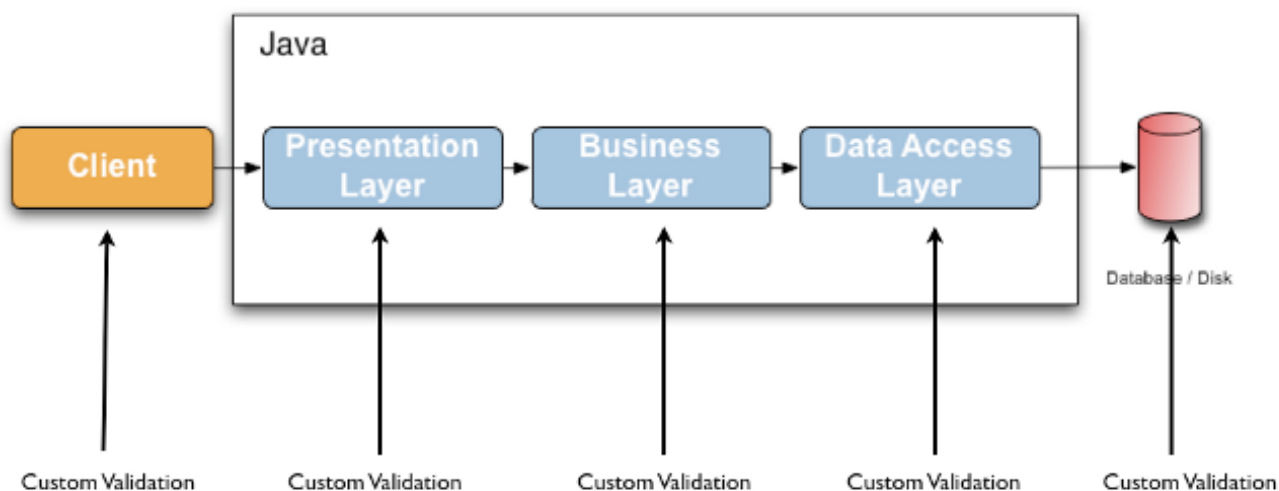 Java
Client
Presentation
Layer
Business
Layer
Data Access
Layer
Database / Disk
Custom Validation
Custom Validation
Custom Validation
Custom Validation
Custom Validation